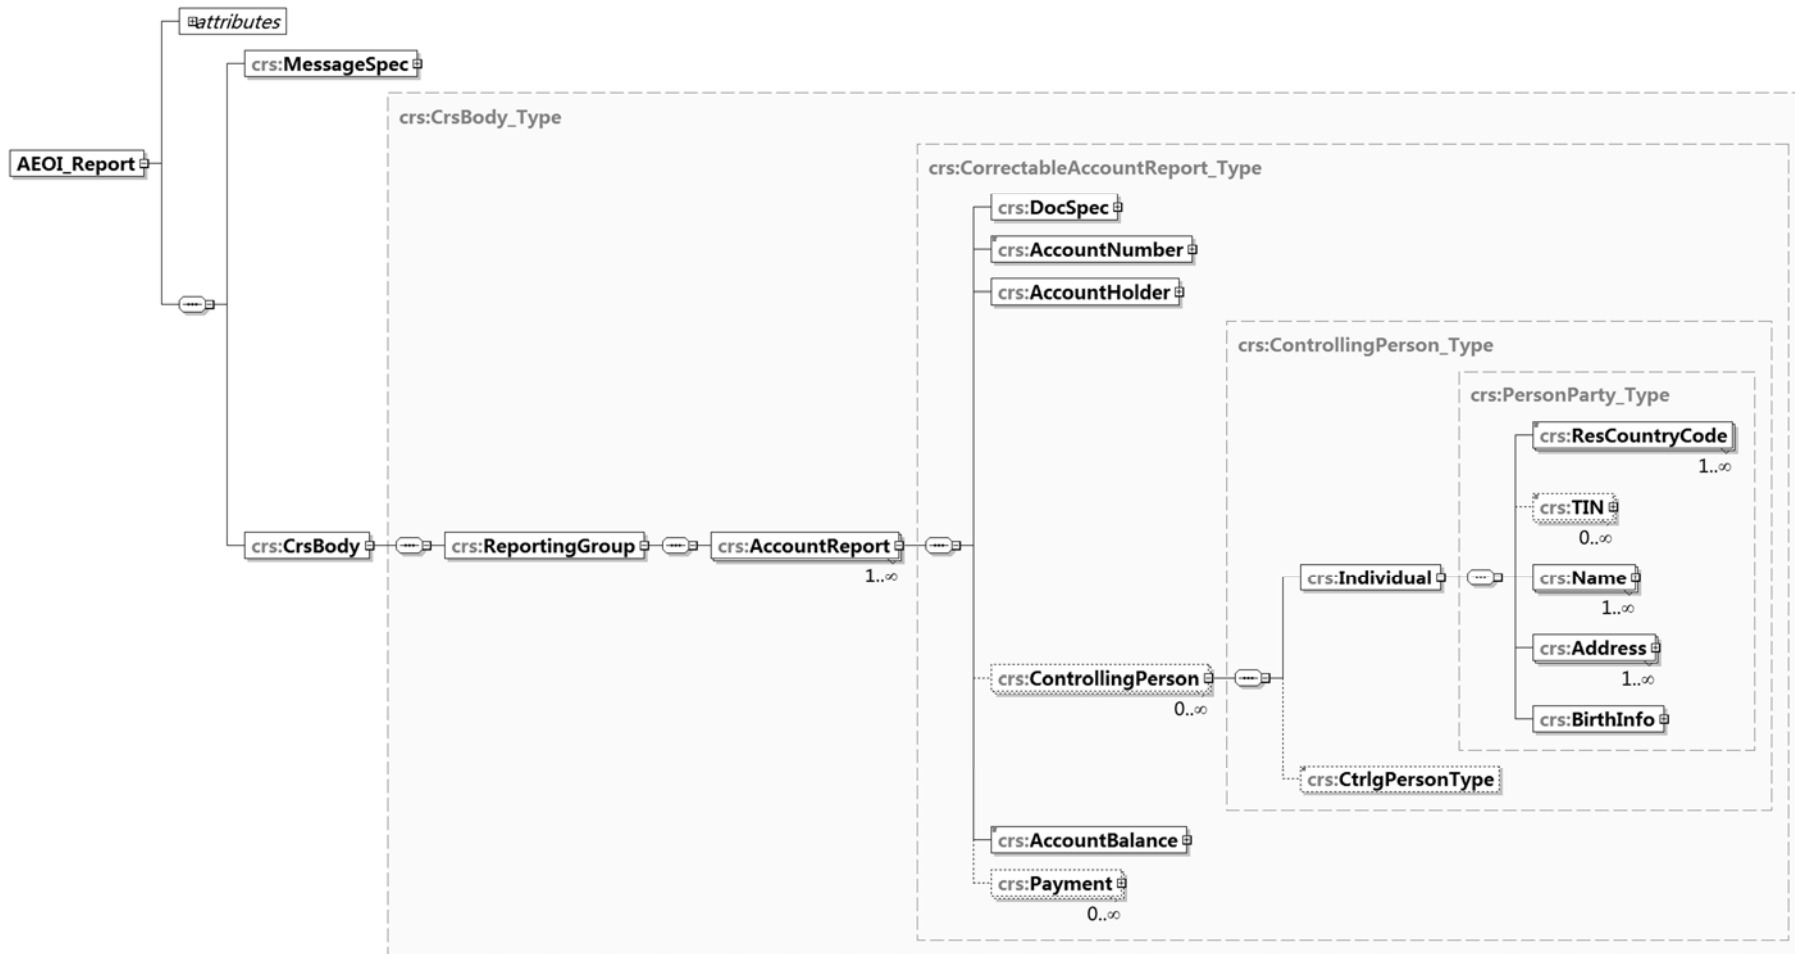 attributes
crs:MessageSpec
crs:CrsBody_Type
AEOI_Report
crs:CorrectableAccountReport_Type
crs:DocSpec
crs:AccountNumber
crs:AccountHolder
crs:ControllingPerson_Type
crs:PersonParty_Type
crs:ResCountryCode
1..∞
crs:TIN
0..∞
crs:CrsBody
crs:ReportingGroup
crs:AccountReport
1..∞
crs:Individual
crs:Name
1..∞
crs:Address
1..∞
crs:ControllingPerson
0..∞
crs:BirthInfo
crs:CtrlgPersonType
crs:AccountBalance
crs:Payment
0..∞